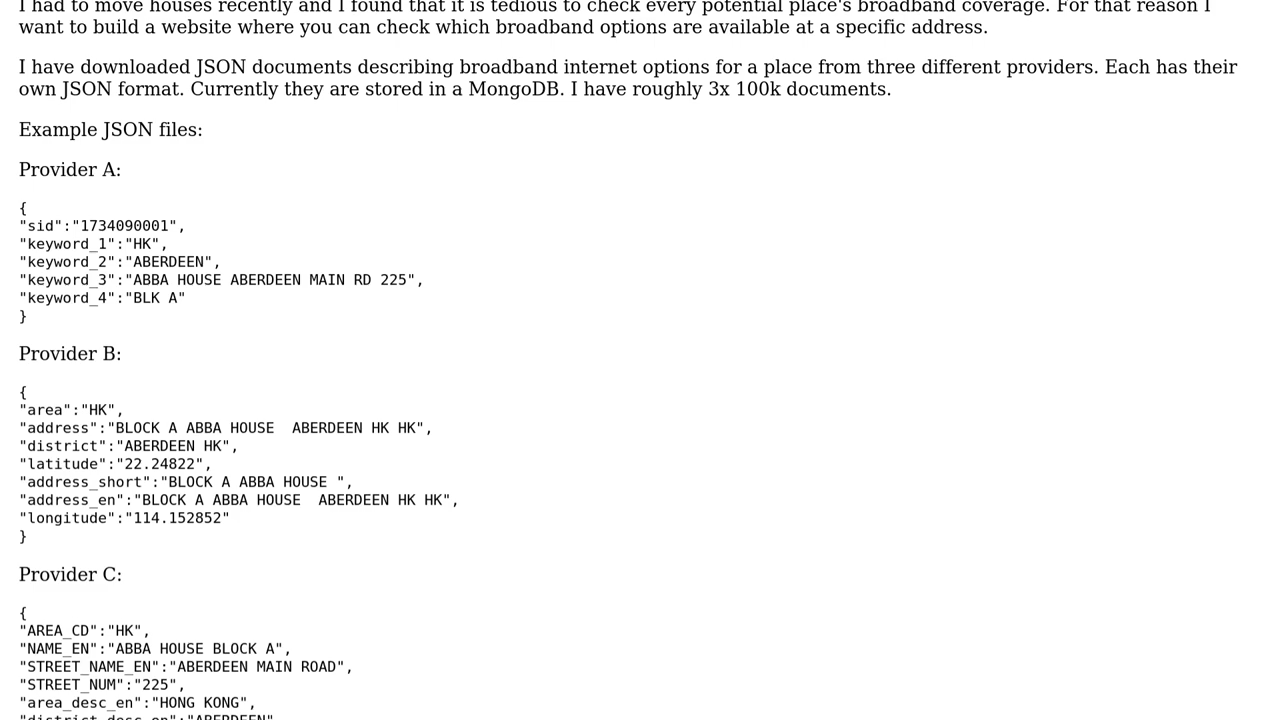 I had to move houses recently and I found that it is tedious to check every potential place's broadband coverage. For that reason I
want to build a website where you can check which broadband options are available at a specific address.
I have downloaded JSON documents describing broadband internet options for a place from three different providers. Each has their
own JSON format. Currently they are stored in a MongoDB. I have roughly 3x 100k documents.
Example JSON files:
Provider A:
{
"sid":"1734090001",
"keyword_1":"HK",
"keyword_2":"ABERDEEN",
"keyword_3":"ABBA HOUSE ABERDEEN MAIN RD 225",
"keyword_4":"BLK A"
}
Provider B:
{
"area":"HK",
"address":"BLOCK A ABBA HOUSE  ABERDEEN HK HK",
"district":"ABERDEEN HK",
"latitude":"22.24822",
"address_short":"BLOCK A ABBA HOUSE ",
"address_en":"BLOCK A ABBA HOUSE  ABERDEEN HK HK",
"longitude":"114.152852"
}
Provider C:
{
"AREA_CD":"HK",
"NAME_EN":"ABBA HOUSE BLOCK A",
"STREET_NAME_EN":"ABERDEEN MAIN ROAD",
"STREET_NUM":"225",
"area_desc_en":"HONG KONG",
"district_desc_en":"ABERDEEN"